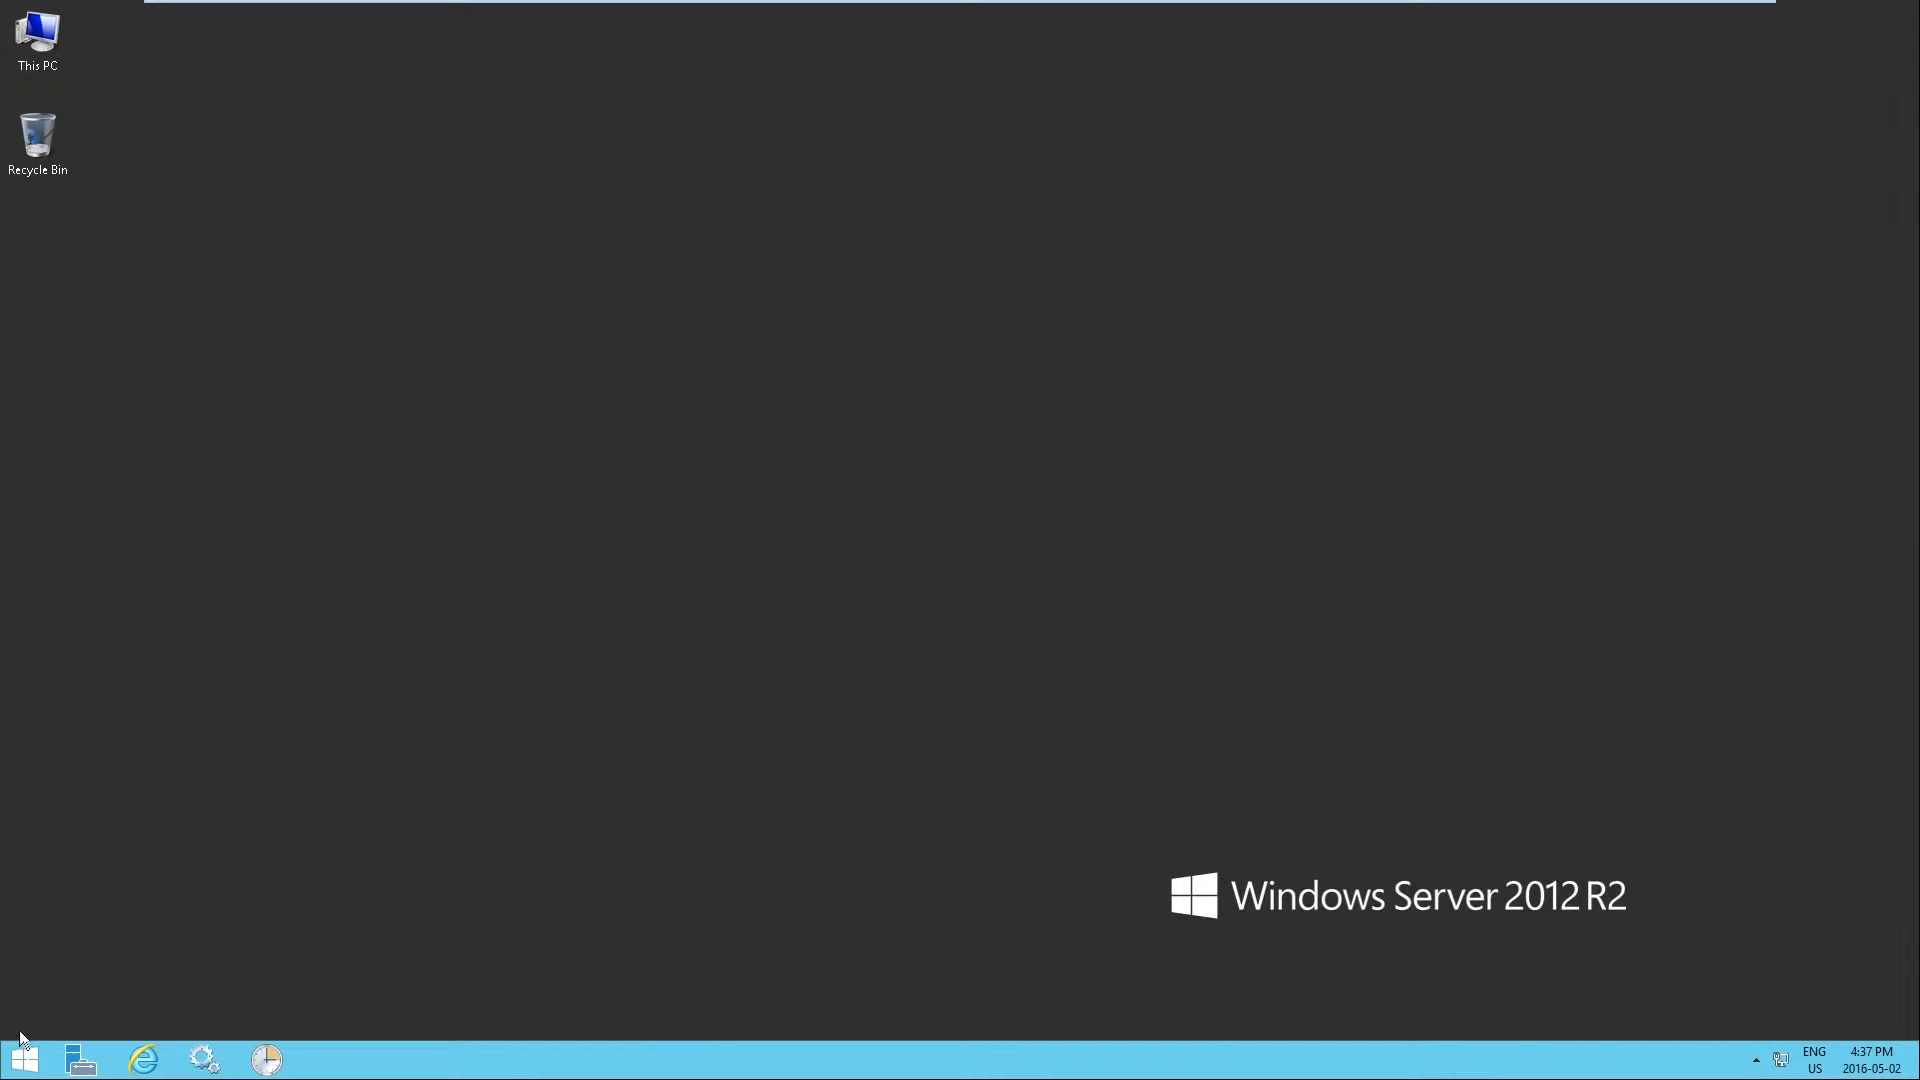 This PC
Recycle Bin
Windows Server 2012 R2
ENG
US
4:37 PM
2016-05-02